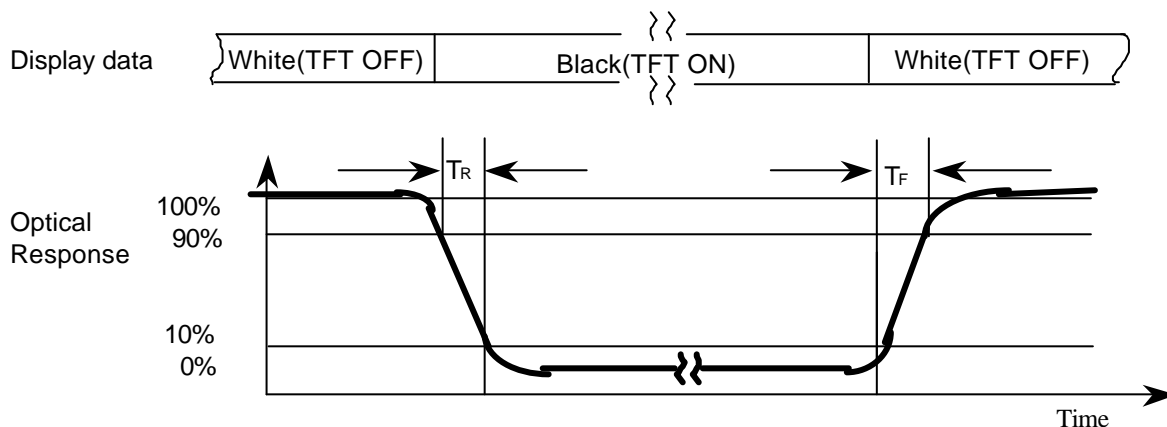 Display data
White(TFT OFF)
Black(TFT ON)
White(TFT OFF)
TR
TF
Optical
Response
100%
90%
10%
0%
Time